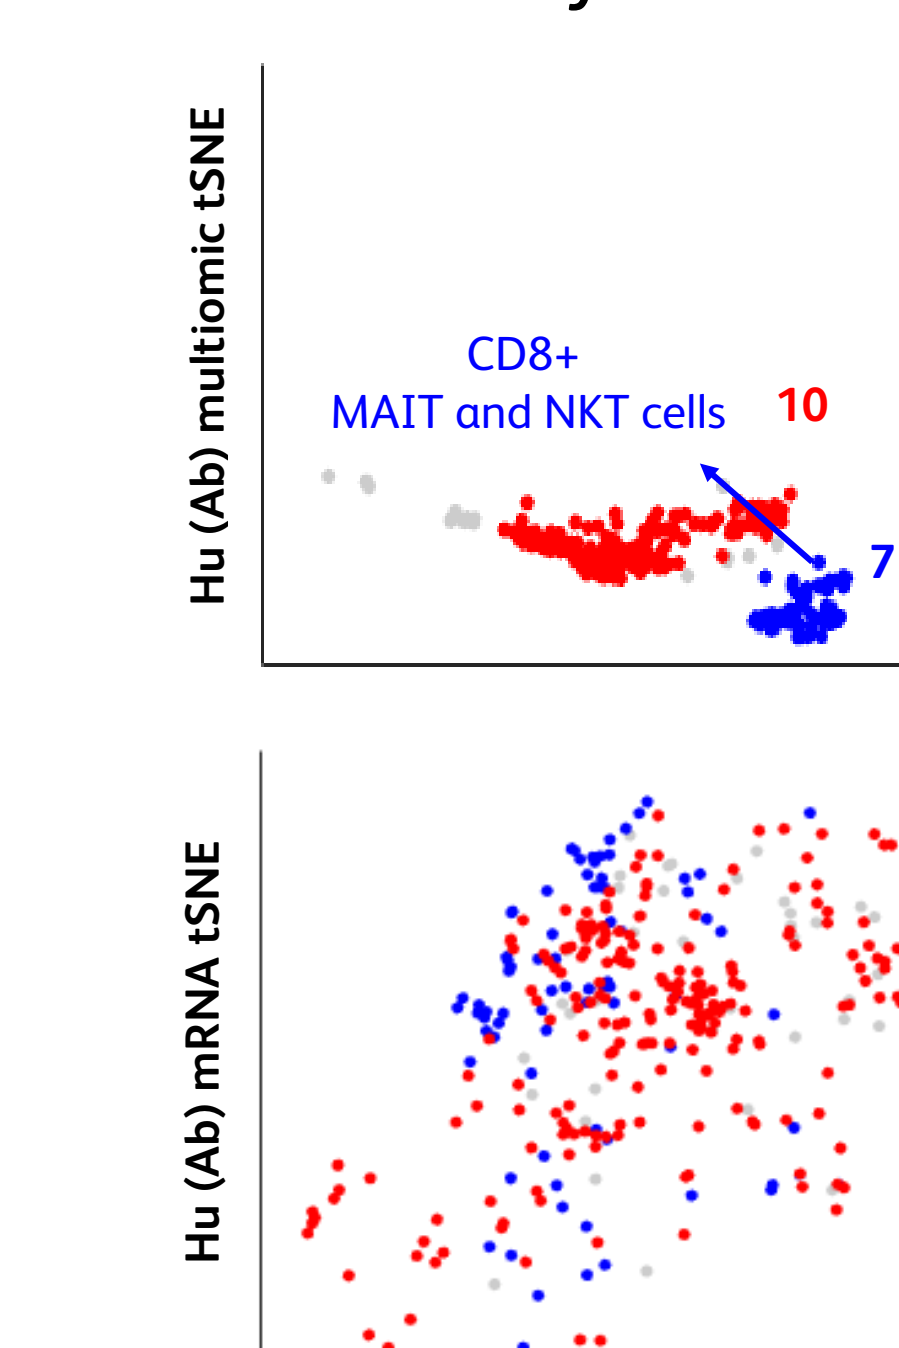 Hu (Ab) multiomic tSNE
CD8+
MAIT and NKT cells
10
7
Hu (Ab) mRNA tSNE